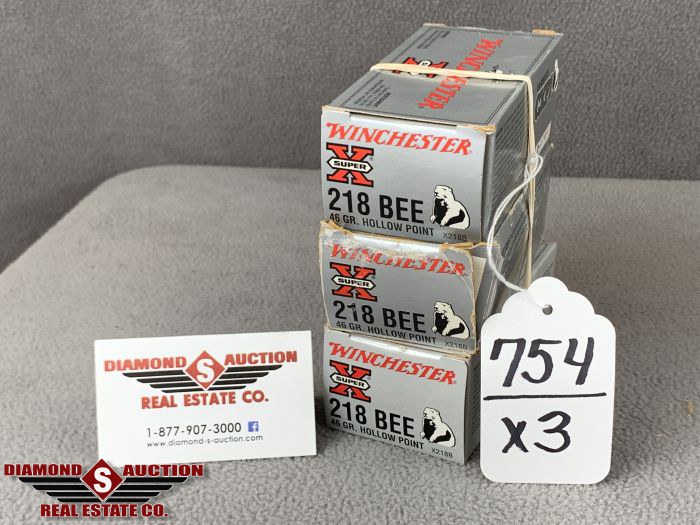 WINCHESTER
WINCHESTER
X
SUPER
218 BEE
46 GR. HOLLOW POINT
X218B
WINCHESTER
X
SUPER
218 BEE
46 GR. HOLLOW POINT
X218B
WINCHESTER
X
SUPER
218 BEE
46 GR. HOLLOW POINT
X218B
754
x3
DIAMOND S AUCTION
REAL ESTATE CO.
1-877-907-3000 f
www.diamond-s-auction.com
DIAMOND S AUCTION
REAL ESTATE CO.